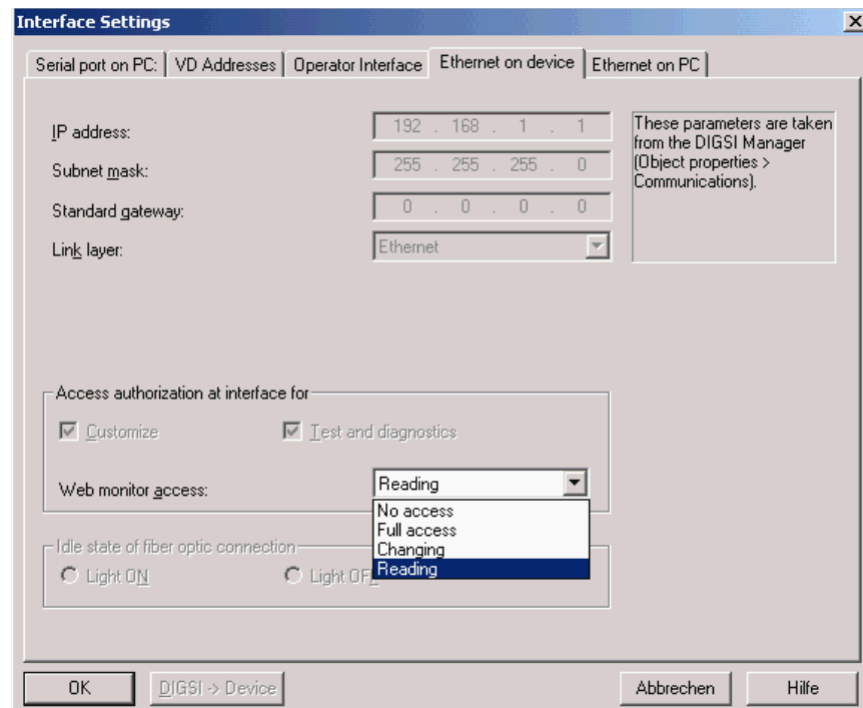 Interface Settings
Serial port on PC: VD Addresses Operator Interface Ethernet on device Ethernet on PC
IP address: 192 . 168 . 1 . 1
Subnet mask: 255 . 255 . 255 . 0
Standard gateway: 0 . 0 . 0 . 0
Link layer: Ethernet
These parameters are taken
from the DIGSI Manager
(Object properties >
Communications).
Access authorization at interface for
Customize Test and diagnostics
Web monitor access: Reading
No access
Full access
Changing
Reading
Idle state of fiber optic connection
Light ON Light OF
OK DIGSI -> Device Abbrechen Hilfe